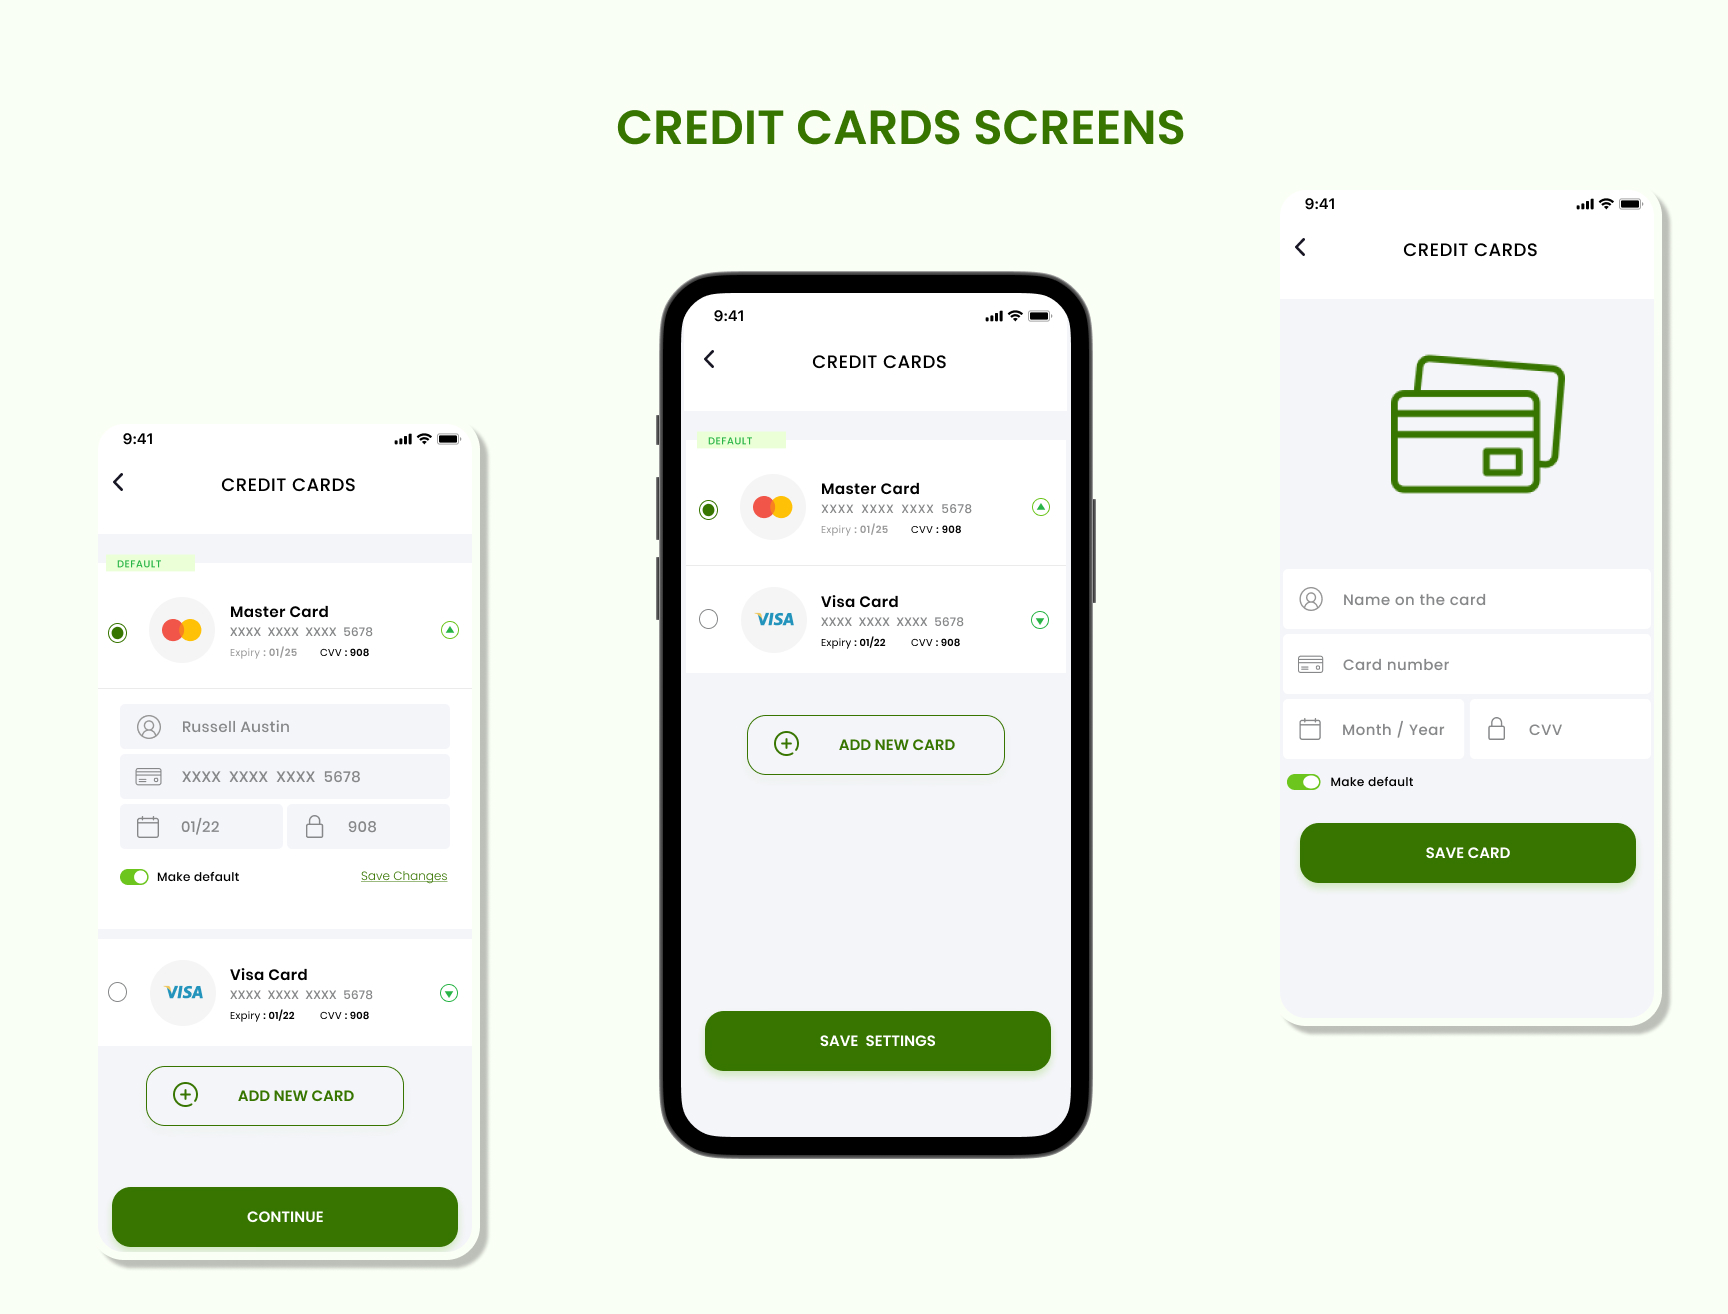 CREDIT CARDS SCREENS
9:41
CREDIT CARDS
DEFAULT
Master Card
XXXX XXXX XXXX 5678
Expiry : 01/25 CVV : 908
Russell Austin
XXXX XXXX XXXX 5678
01/22 908
Make default Save Changes
VISA
Visa Card
XXXX XXXX XXXX 5678
Expiry : 01/22 CVV : 908
ADD NEW CARD
CONTINUE
9:41
CREDIT CARDS
DEFAULT
Master Card
XXXX XXXX XXXX 5678
Expiry : 01/25 CVV : 908
VISA
Visa Card
XXXX XXXX XXXX 5678
Expiry : 01/22 CVV : 908
ADD NEW CARD
SAVE SETTINGS
9:41
CREDIT CARDS
Name on the card
Card number
Month / Year CVV
Make default
SAVE CARD